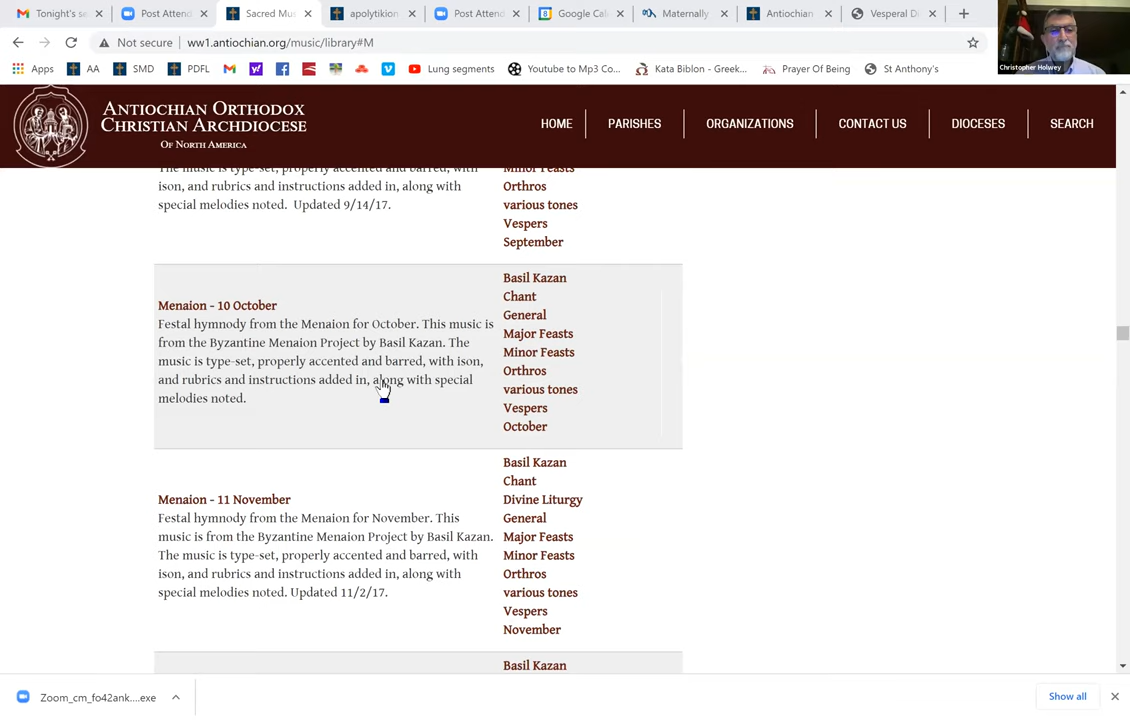 Tonight's se
Post Attend
Sacred Mus
apolytikion
Post Attend
Google Cal
Maternally
Antiochian
Vesperal Di
Not secure
ww1.antiochian.org/music/library#M
Apps
AA
SMD
PDFL
Lung segments
Youtube to Mp3 Co...
Kata Biblon - Greek...
Prayer Of Being
St Anthony's
Christopher Holwey
ANTIOCHIAN ORTHODOX
CHRISTIAN ARCHDIOCESE
OF NORTH AMERICA
HOME
PARISHES
ORGANIZATIONS
CONTACT US
DIOCESES
SEARCH
The music is type-set, properly accented and barred, with
ison, and rubrics and instructions added in, along with
special melodies noted. Updated 9/14/17.
Minor Feasts
Orthros
various tones
Vespers
September
Menaion - 10 October
Festal hymnody from the Menaion for October. This music is
from the Byzantine Menaion Project by Basil Kazan. The
music is type-set, properly accented and barred, with ison,
and rubrics and instructions added in, along with special
melodies noted.
Basil Kazan
Chant
General
Major Feasts
Minor Feasts
Orthros
various tones
Vespers
October
Menaion - 11 November
Festal hymnody from the Menaion for November. This
music is from the Byzantine Menaion Project by Basil Kazan.
The music is type-set, properly accented and barred, with
ison, and rubrics and instructions added in, along with
special melodies noted. Updated 11/2/17.
Basil Kazan
Chant
Divine Liturgy
General
Major Feasts
Minor Feasts
Orthros
various tones
Vespers
November
Basil Kazan
Zoom_cm_fo42ank....exe
Show all